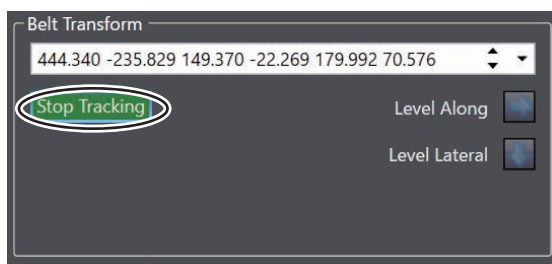 Belt Transform
444.340 -235.829 149.370 -22.269 179.992 70.576
Stop Tracking
Level Along
Level Lateral